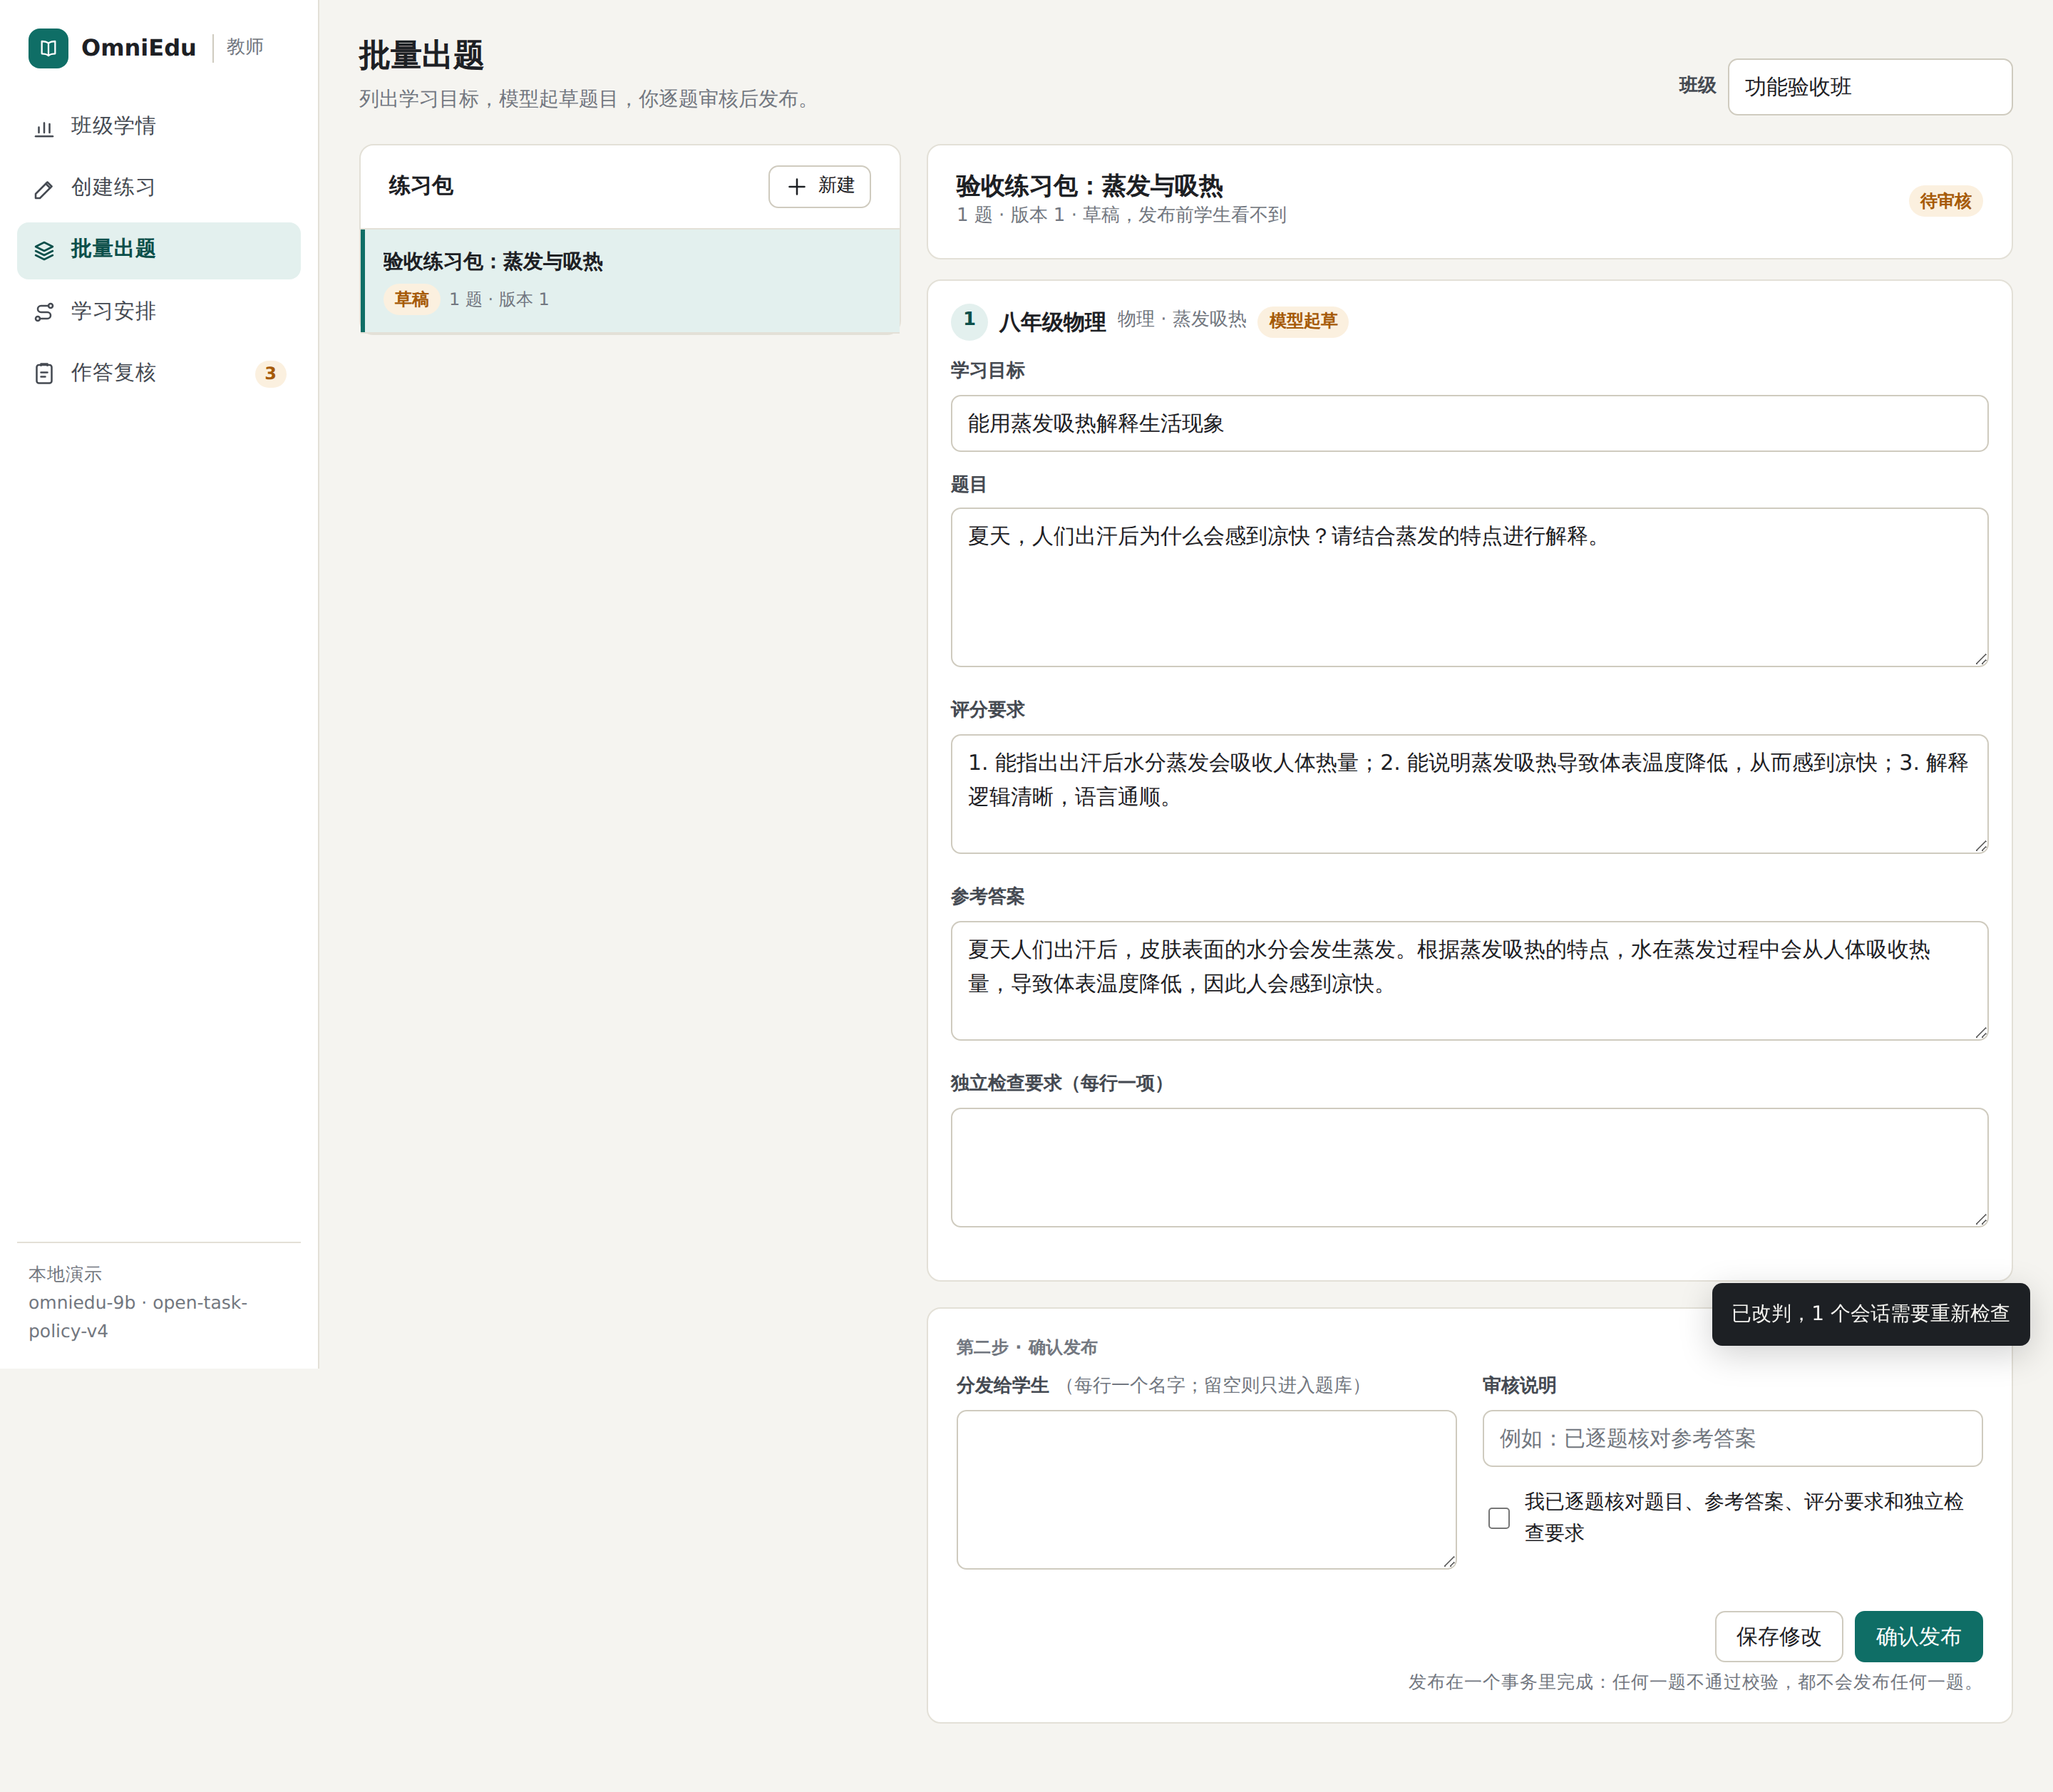 OmniEdu
教师
班级学情
创建练习
批量出题
学习安排
作答复核
3
本地演示
omniedu-9b · open-task-
policy-v4
批量出题
列出学习目标，模型起草题目，你逐题审核后发布。
班级
功能验收班
练习包
新建
验收练习包：蒸发与吸热
草稿
1 题 · 版本 1
验收练习包：蒸发与吸热
1 题 · 版本 1 · 草稿，发布前学生看不到
待审核
1
八年级物理
物理 · 蒸发吸热
模型起草
学习目标
能用蒸发吸热解释生活现象
题目
夏天，人们出汗后为什么会感到凉快？请结合蒸发的特点进行解释。
评分要求
1. 能指出出汗后水分蒸发会吸收人体热量；2. 能说明蒸发吸热导致体表温度降低，从而感到凉快；3. 解释
逻辑清晰，语言通顺。
参考答案
夏天人们出汗后，皮肤表面的水分会发生蒸发。根据蒸发吸热的特点，水在蒸发过程中会从人体吸收热
量，导致体表温度降低，因此人会感到凉快。
独立检查要求（每行一项）
已改判，1 个会话需要重新检查
第二步 · 确认发布
分发给学生 （每行一个名字；留空则只进入题库）
审核说明
例如：已逐题核对参考答案
我已逐题核对题目、参考答案、评分要求和独立检
查要求
保存修改
确认发布
发布在一个事务里完成：任何一题不通过校验，都不会发布任何一题。